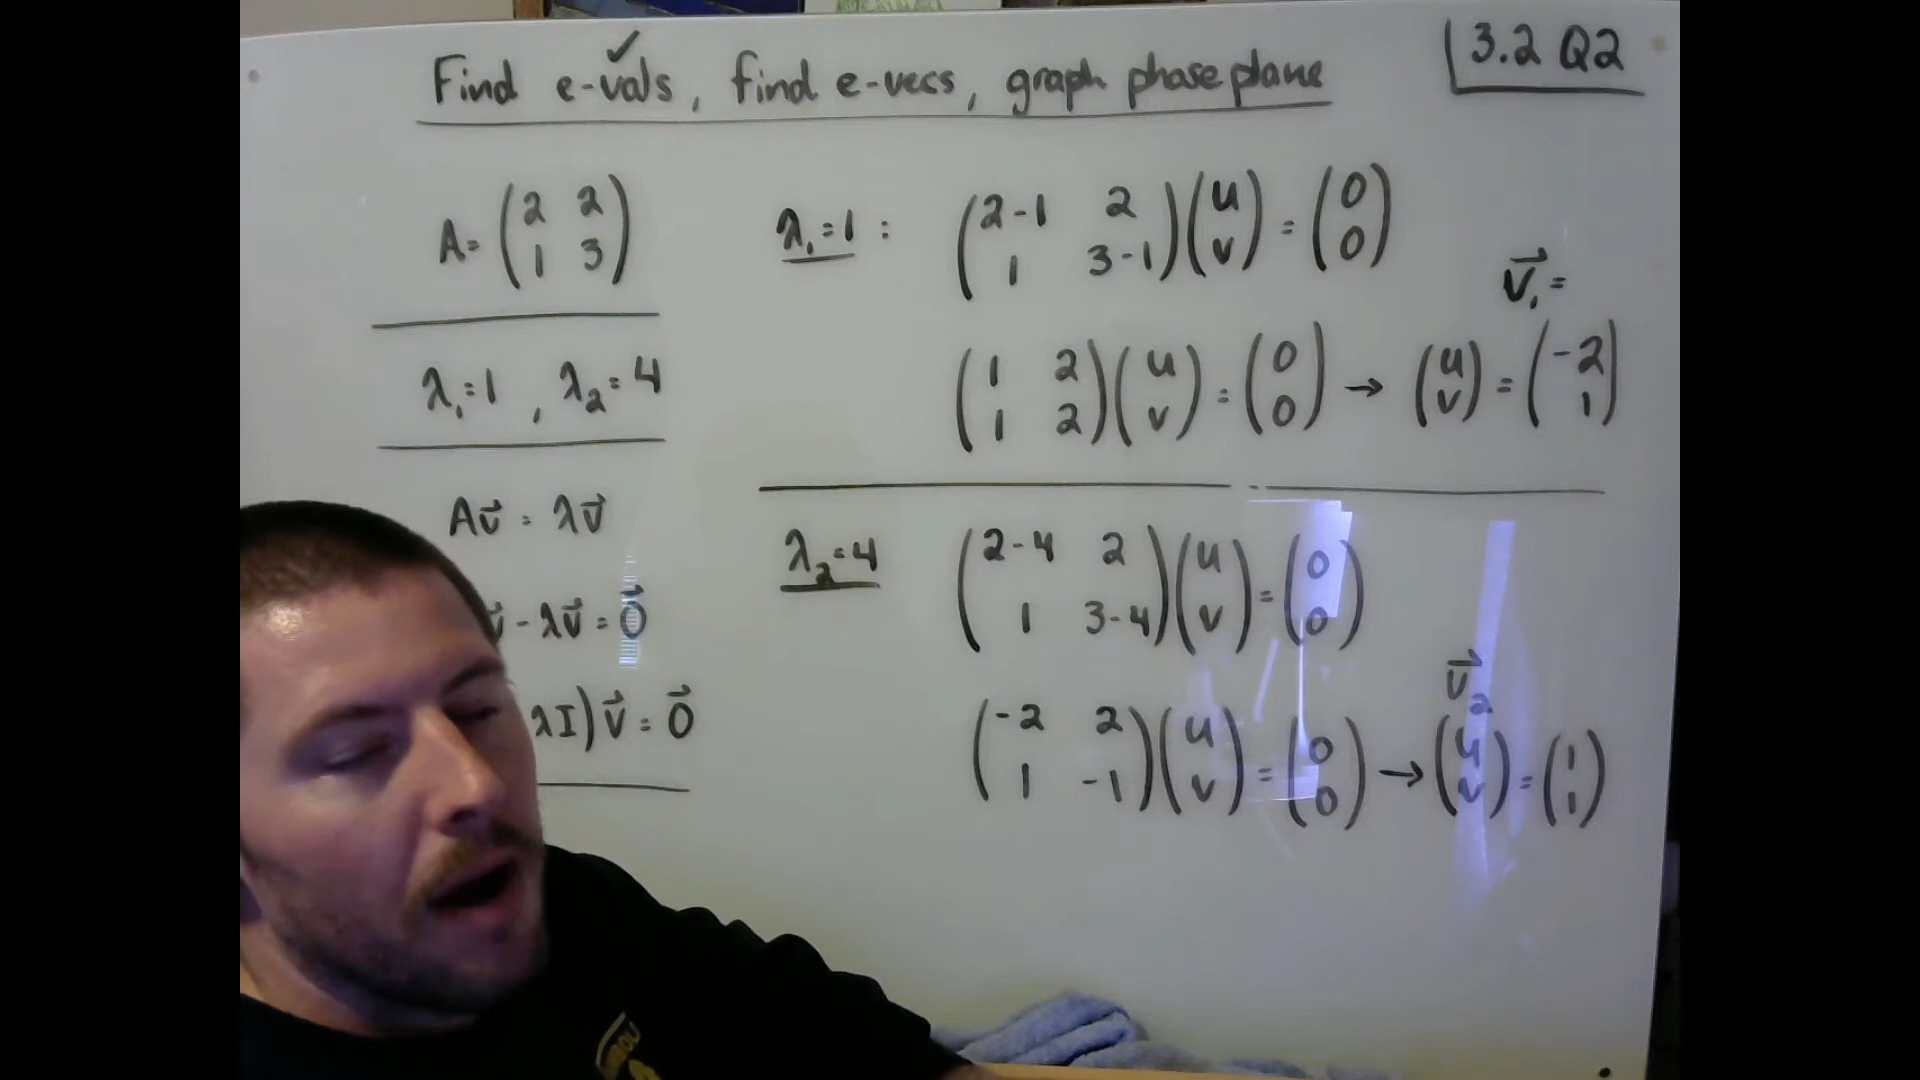 Find e-vals, find e-vecs, graph phase plane
✓
3.2 Q2
A = (2 2
1 3)
λ₁=1, λ₂=4
Av⃗ = λv⃗
v⃗ - λv⃗ = 0⃗
λI)v⃗ = 0⃗
λ₁=1 :
(2-1 2
1 3-1)(u
v) = (0
0)
(1 2
1 2)(u
v) = (0
0) → (u
v) = (-2
1)
v⃗₁ =
λ₂=4
(2-4 2
1 3-4)(u
v) = (0
0)
(-2 2
1 -1)(u
v) = (0
0) → (u
v) = (1
1)
v⃗₂